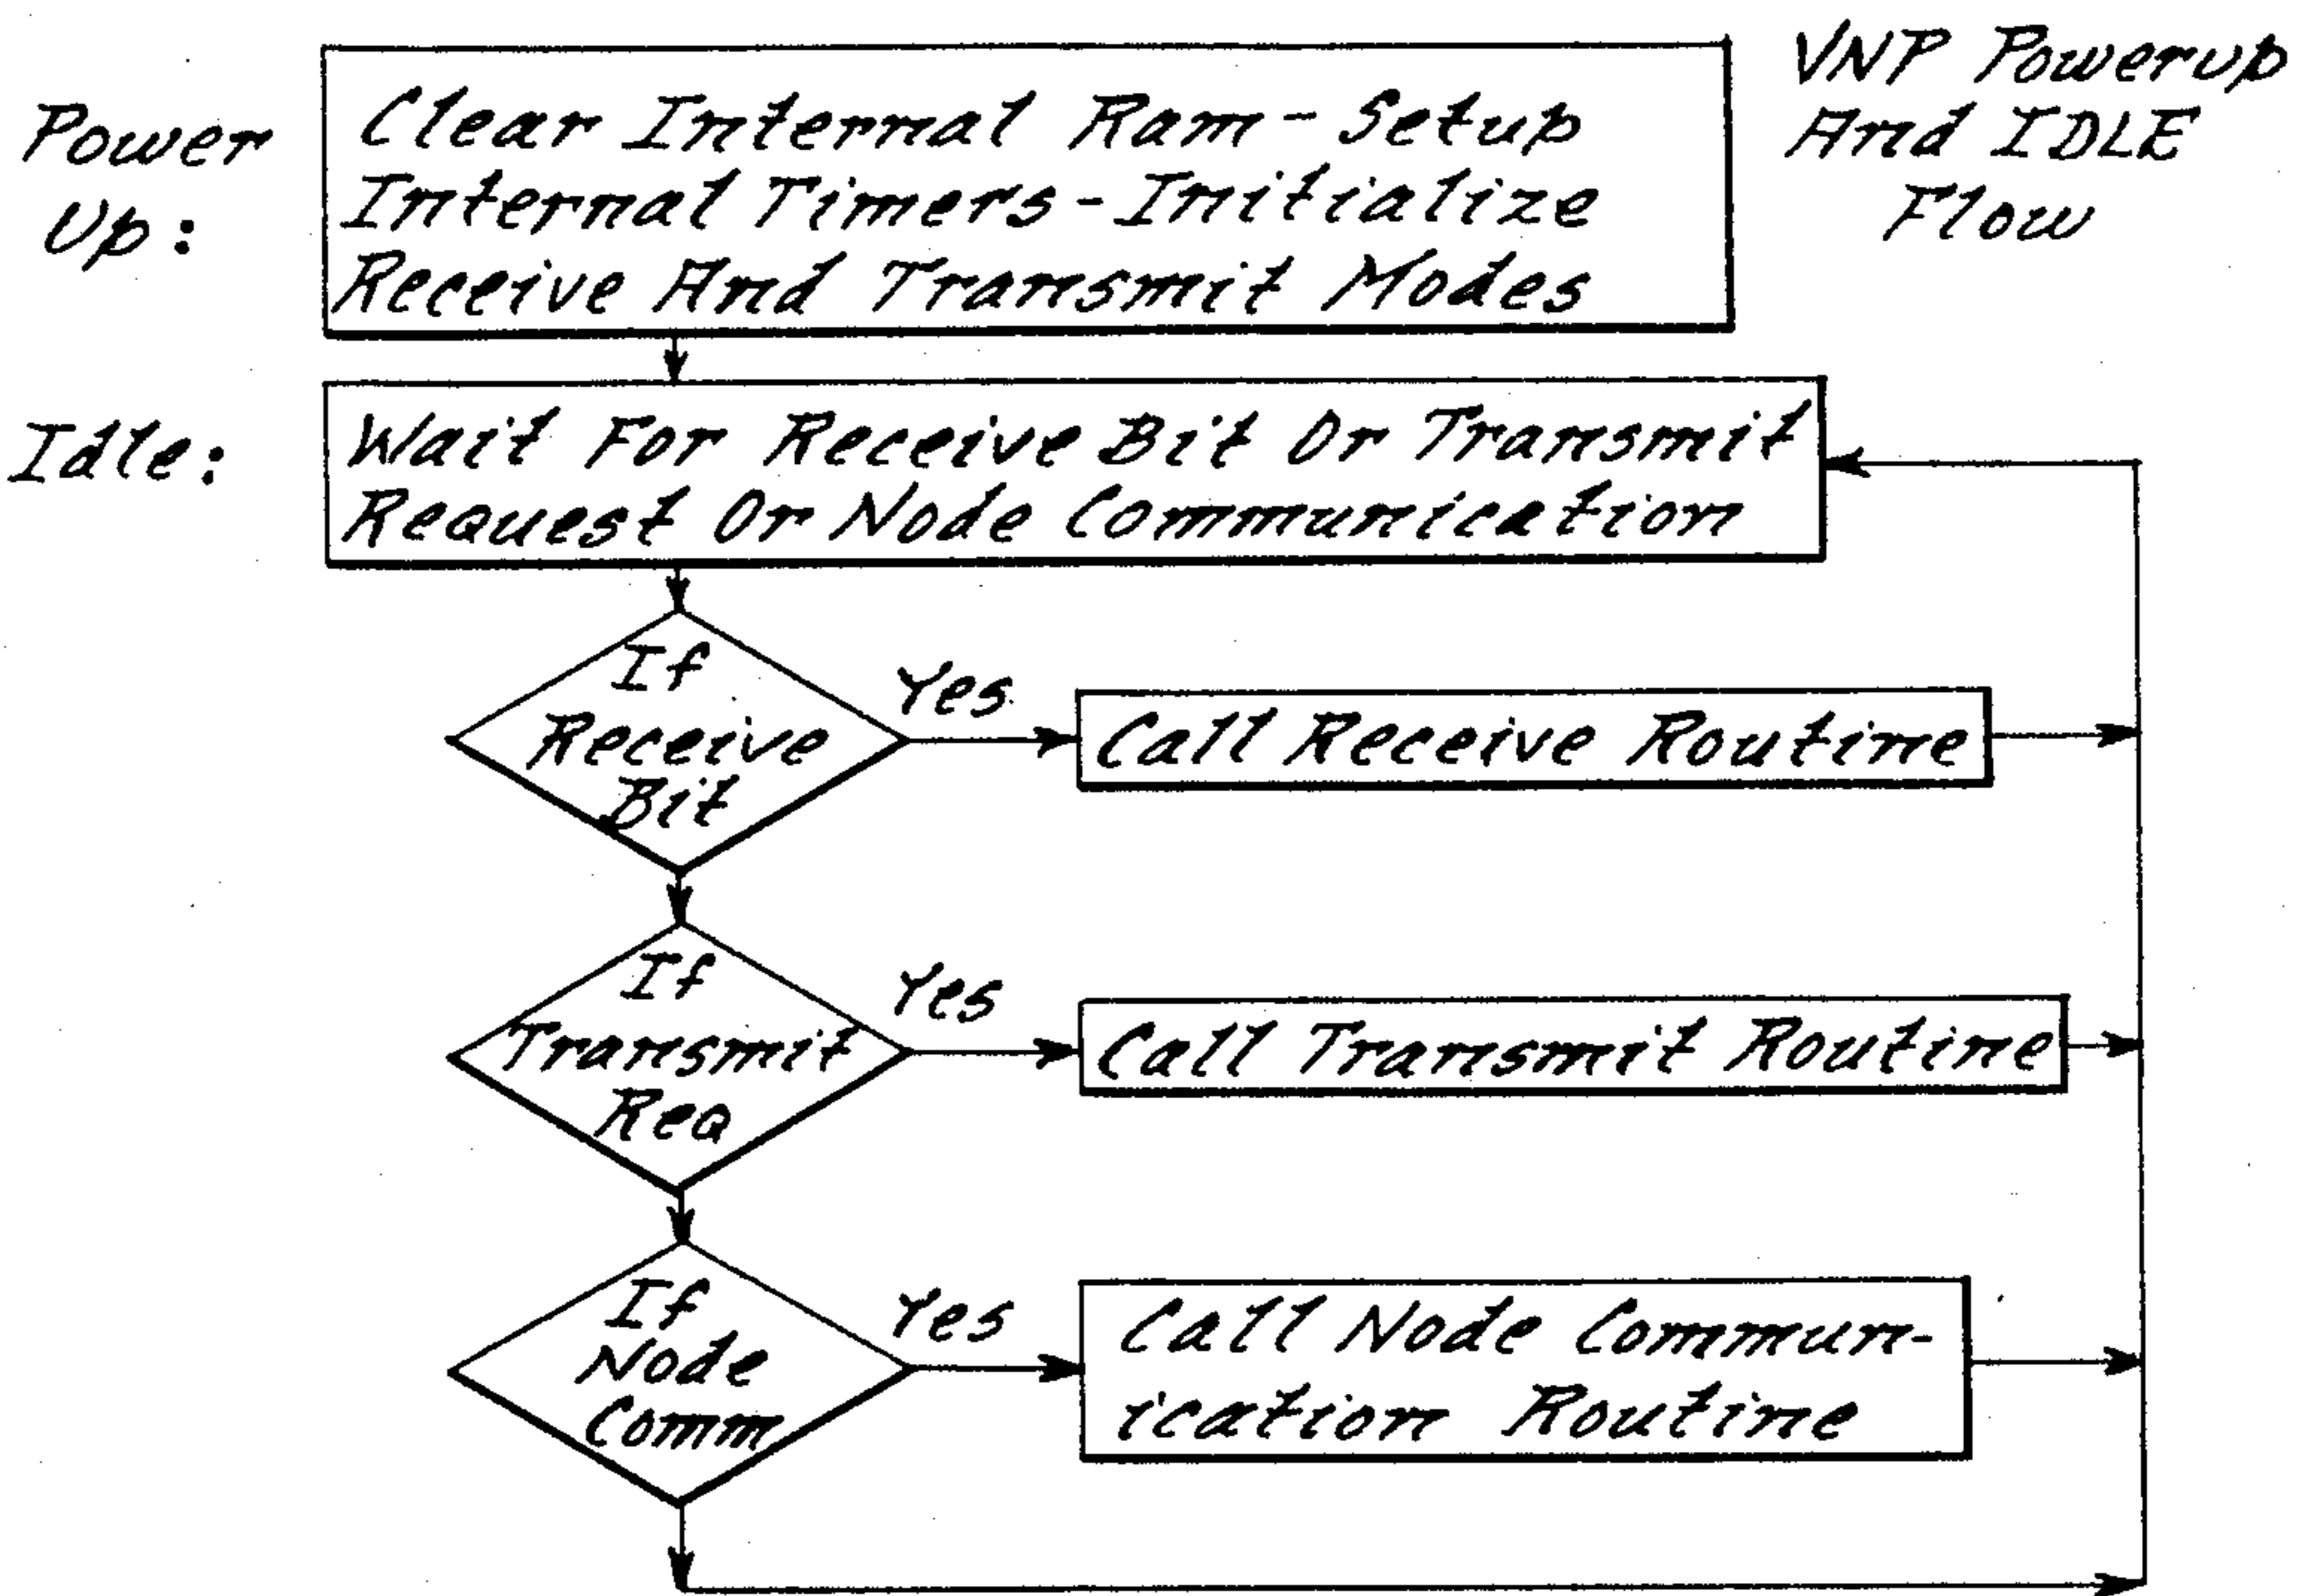 VNP Powerup
And IDLE
Flow
Power
Up:
Clear Internal Ram - Setup
Internal Timers - Initialize
Receive And Transmit Modes
Idle:
Wait For Receive Bit Or Transmit
Request Or Node Communication
If
Receive
Bit
Yes
Call Receive Routine
If
Transmit
Req
Yes
Call Transmit Routine
If
Node
Comm
Yes
Call Node Commun-
ication Routine